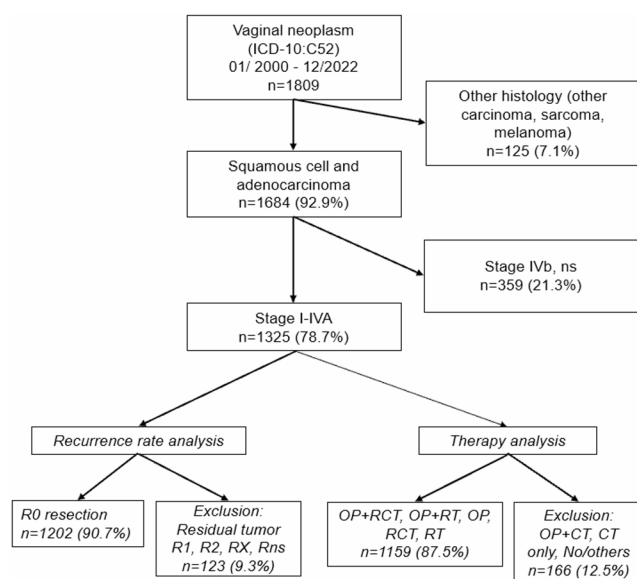 Vaginal neoplasm
(ICD-10:C52)
01/ 2000 - 12/2022
n=1809
Other histology (other
carcinoma, sarcoma,
melanoma)
n=125 (7.1%)
Squamous cell and
adenocarcinoma
n=1684 (92.9%)
Stage IVb, ns
n=359 (21.3%)
Stage I-IVA
n=1325 (78.7%)
Recurrence rate analysis
Therapy analysis
R0 resection
n=1202 (90.7%)
Exclusion:
Residual tumor
R1, R2, RX, Rns
n=123 (9.3%)
OP+RCT, OP+RT, OP,
RCT, RT
n=1159 (87.5%)
Exclusion:
OP+CT, CT
only, No/others
n=166 (12.5%)